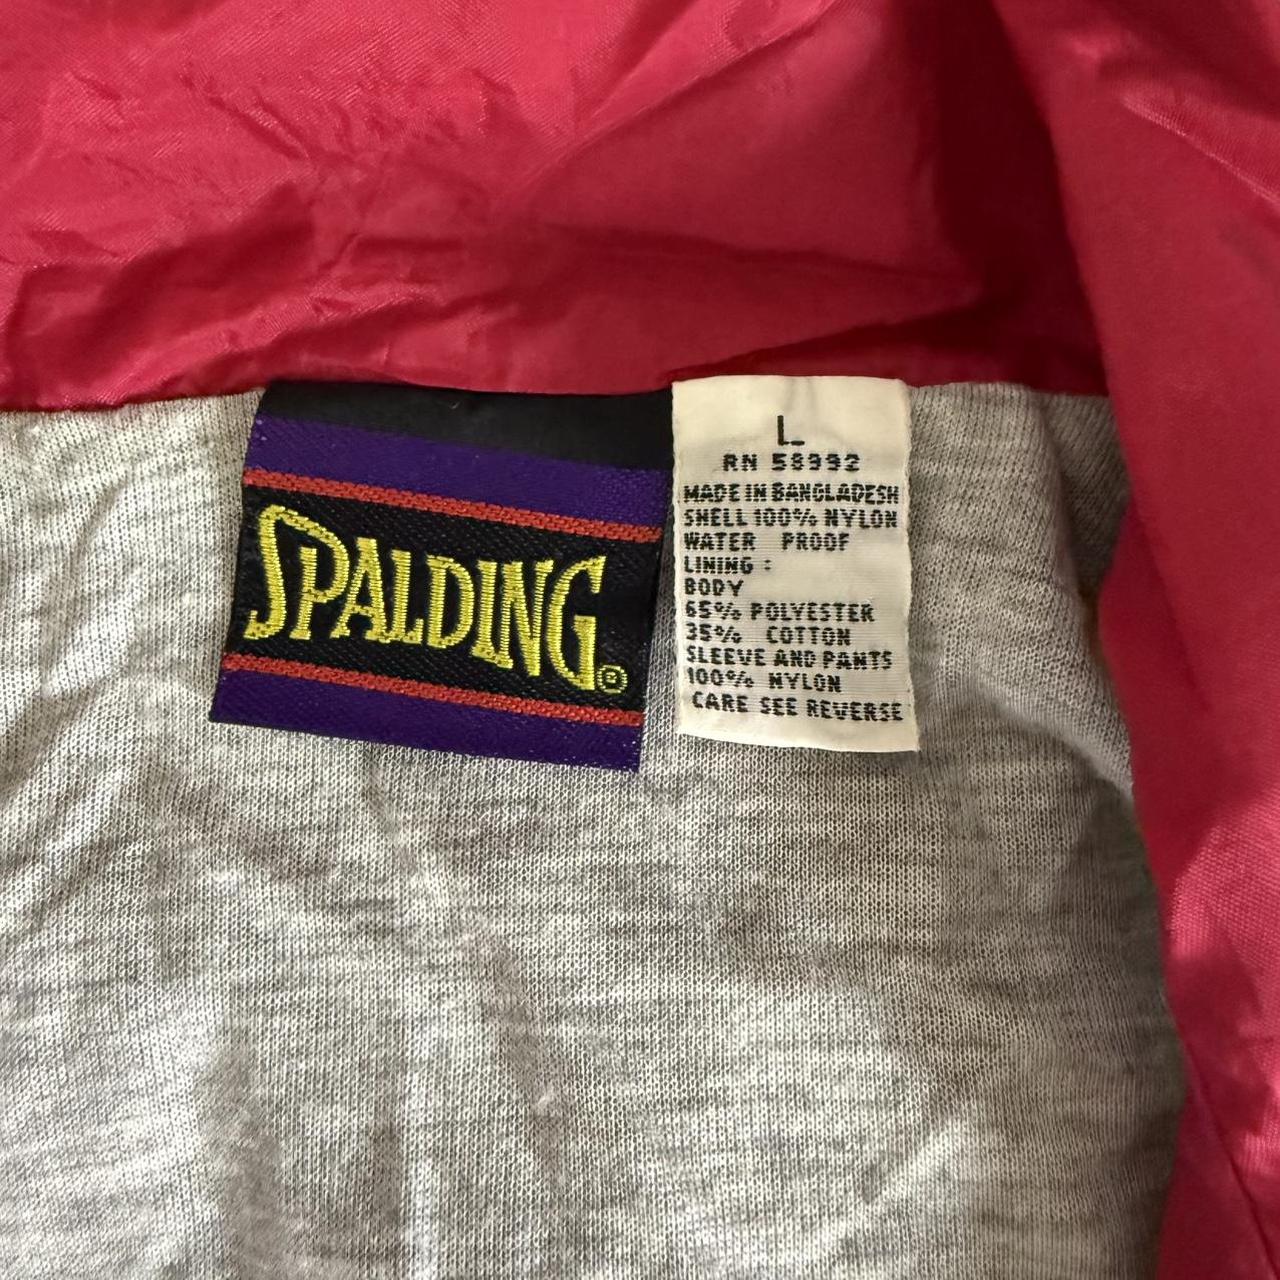 SPALDING®
L
RN 58992
MADE IN BANGLADESH
SHELL 100% NYLON
WATER PROOF
LINING :
BODY
65% POLYESTER
35% COTTON
SLEEVE AND PANTS
100% NYLON
CARE SEE REVERSE